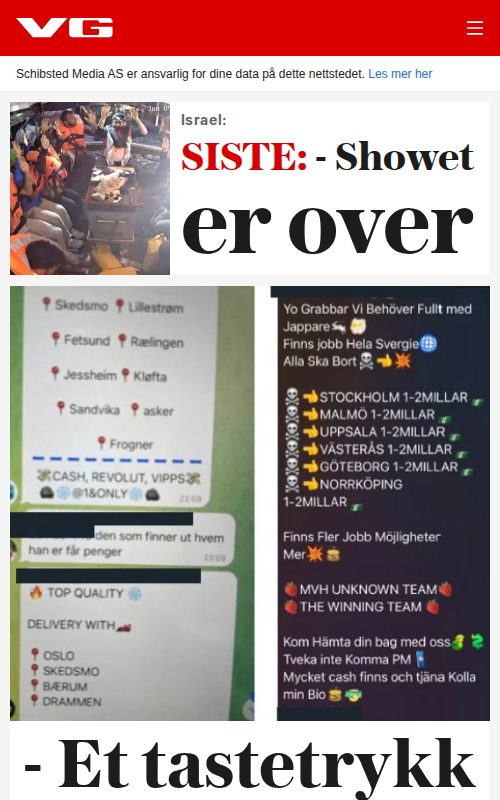 VG
Schibsted Media AS er ansvarlig for dine data på dette nettstedet. Les mer her
Israel:
SISTE: - Showet
er over
📍Skedsmo 📍Lillestrøm
📍Fetsund 📍Rælingen
📍Jessheim📍Kløfta
📍Sandvika 📍asker
📍Frogner
💸CASH, REVOLUT, VIPPS💸
@1&ONLY
23:08
den som finner ut hvem
han er får penger
23:09
🔥 TOP QUALITY ❄️
DELIVERY WITH🏎️
📍OSLO
📍SKEDSMO
📍BÆRUM
📍DRAMMEN
Yo Grabbar Vi Behöver Fullt med
Jappare
Finns jobb Hela Svergie🌐
Alla Ska Bort☠️👉💥
☠️👉STOCKHOLM 1-2MILLAR
☠️👉MALMÖ 1-2MILLAR
☠️👉UPPSALA 1-2MILLAR
☠️👉VÄSTERÅS 1-2MILLAR
☠️👉GÖTEBORG 1-2MILLAR
☠️👉NORRKÖPING
1-2MILLAR
Finns Fler Jobb Möjligheter
Mer💥🍔
🍓MVH UNKNOWN TEAM🍓
🍓THE WINNING TEAM 🍓
Kom Hämta din bag med oss
Tveka inte Komma PM
Mycket cash finns och tjäna Kolla
min Bio
- Et tastetrykk